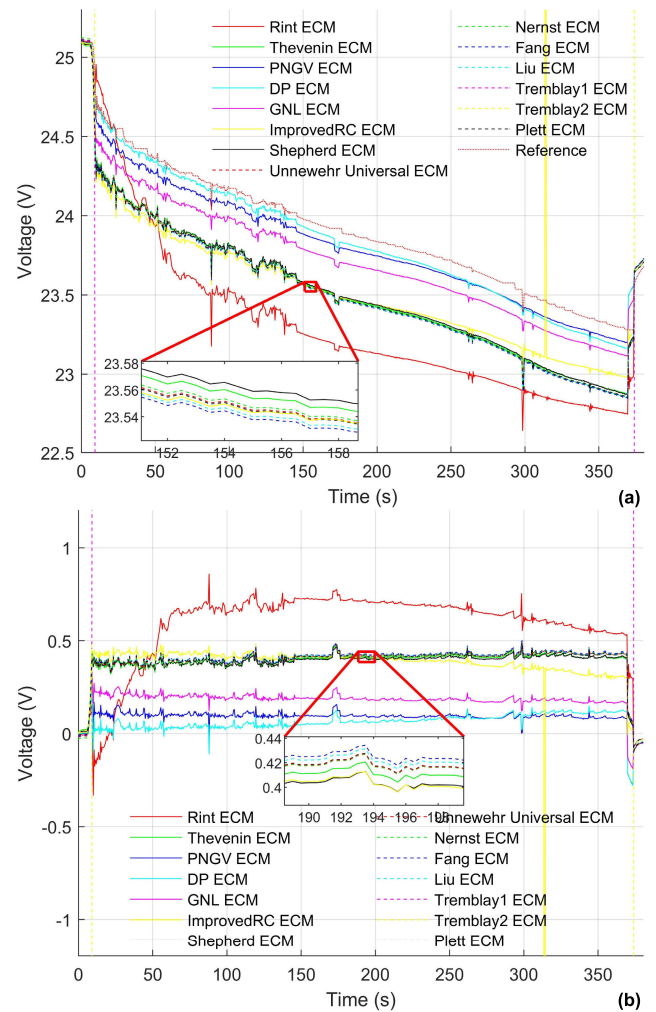 25
24.5
24
23.5
23
22.5
Voltage (V)
Rint ECM
Thevenin ECM
PNGV ECM
DP ECM
GNL ECM
ImprovedRC ECM
Shepherd ECM
Unnewehr Universal ECM
Nernst ECM
Fang ECM
Liu ECM
Tremblay1 ECM
Tremblay2 ECM
Plett ECM
Reference
23.58
23.56
23.54
152 154 156 158
0 50 100 150 200 250 300 350
Time (s)
(a)
1
0.5
0
-0.5
-1
Voltage (V)
0.44
0.4
190 192 194 196 198
Rint ECM
Thevenin ECM
PNGV ECM
DP ECM
GNL ECM
ImprovedRC ECM
Shepherd ECM
Unnewehr Universal ECM
Nernst ECM
Fang ECM
Liu ECM
Tremblay1 ECM
Tremblay2 ECM
Plett ECM
0 50 100 150 200 250 300 350
Time (s)
(b)